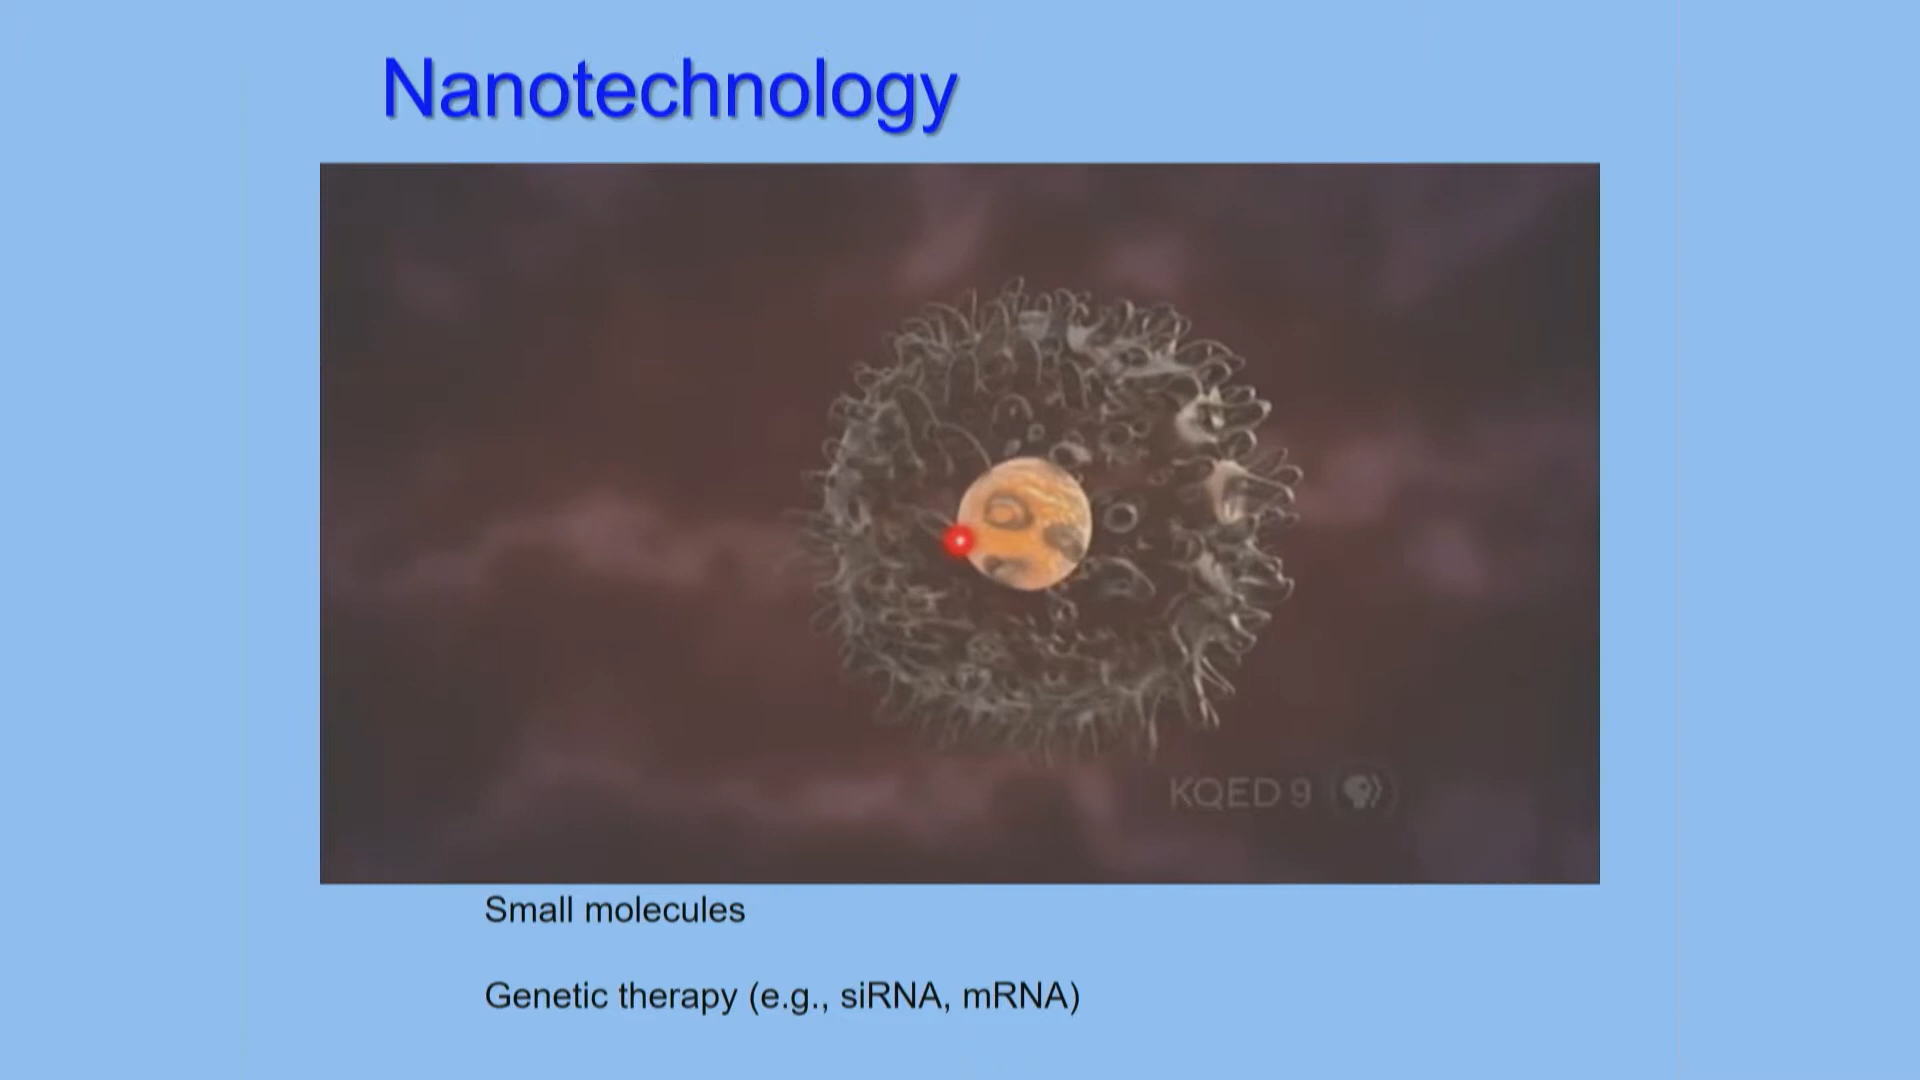 Nanotechnology
KQED 9
Small molecules
Genetic therapy (e.g., siRNA, mRNA)